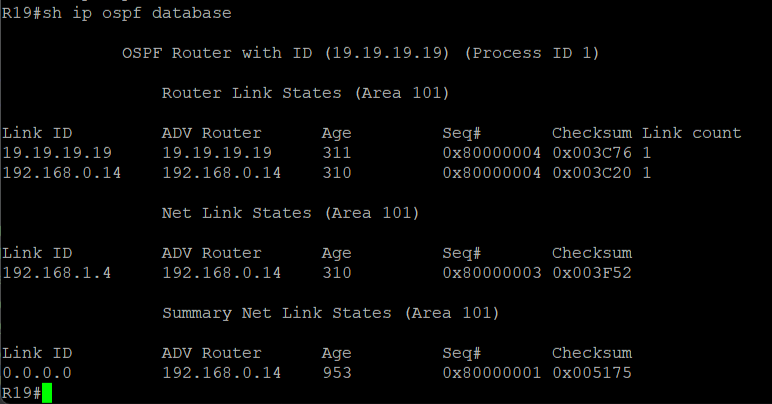 R19#sh ip ospf database
OSPF Router with ID (19.19.19.19) (Process ID 1)
Router Link States (Area 101)
Link ID ADV Router Age Seq# Checksum Link count
19.19.19.19 19.19.19.19 311 0x80000004 0x003C76 1
192.168.0.14 192.168.0.14 310 0x80000004 0x003C20 1
Net Link States (Area 101)
Link ID ADV Router Age Seq# Checksum
192.168.1.4 192.168.0.14 310 0x80000003 0x003F52
Summary Net Link States (Area 101)
Link ID ADV Router Age Seq# Checksum
0.0.0.0 192.168.0.14 953 0x80000001 0x005175
R19#